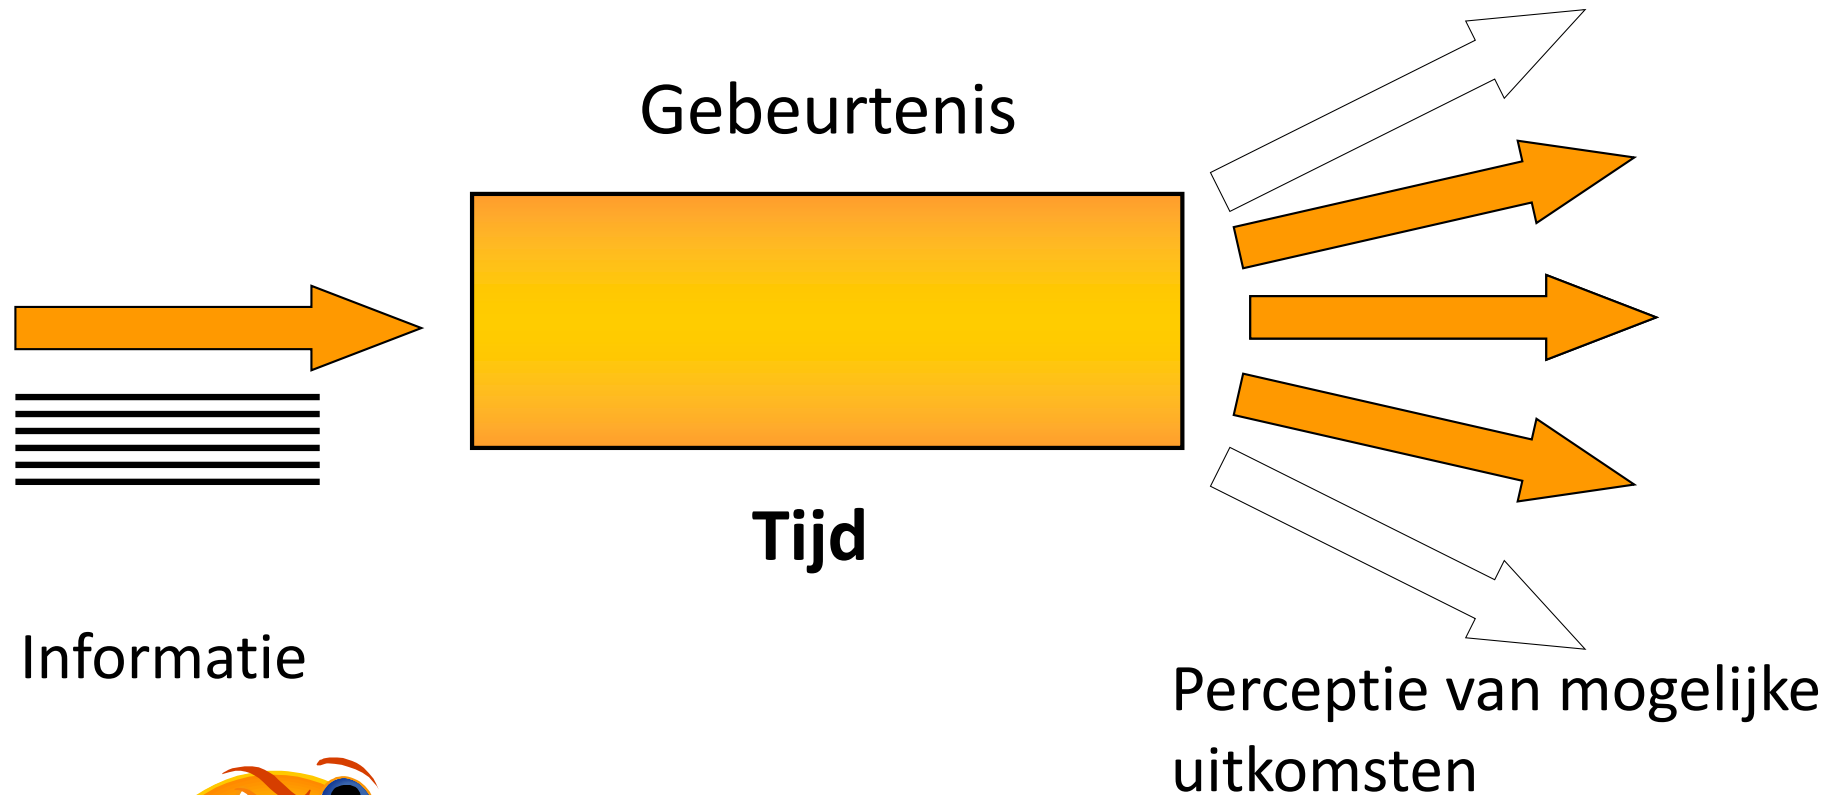 Gebeurtenis
Tijd
Informatie
Perceptie van mogelijke
uitkomsten